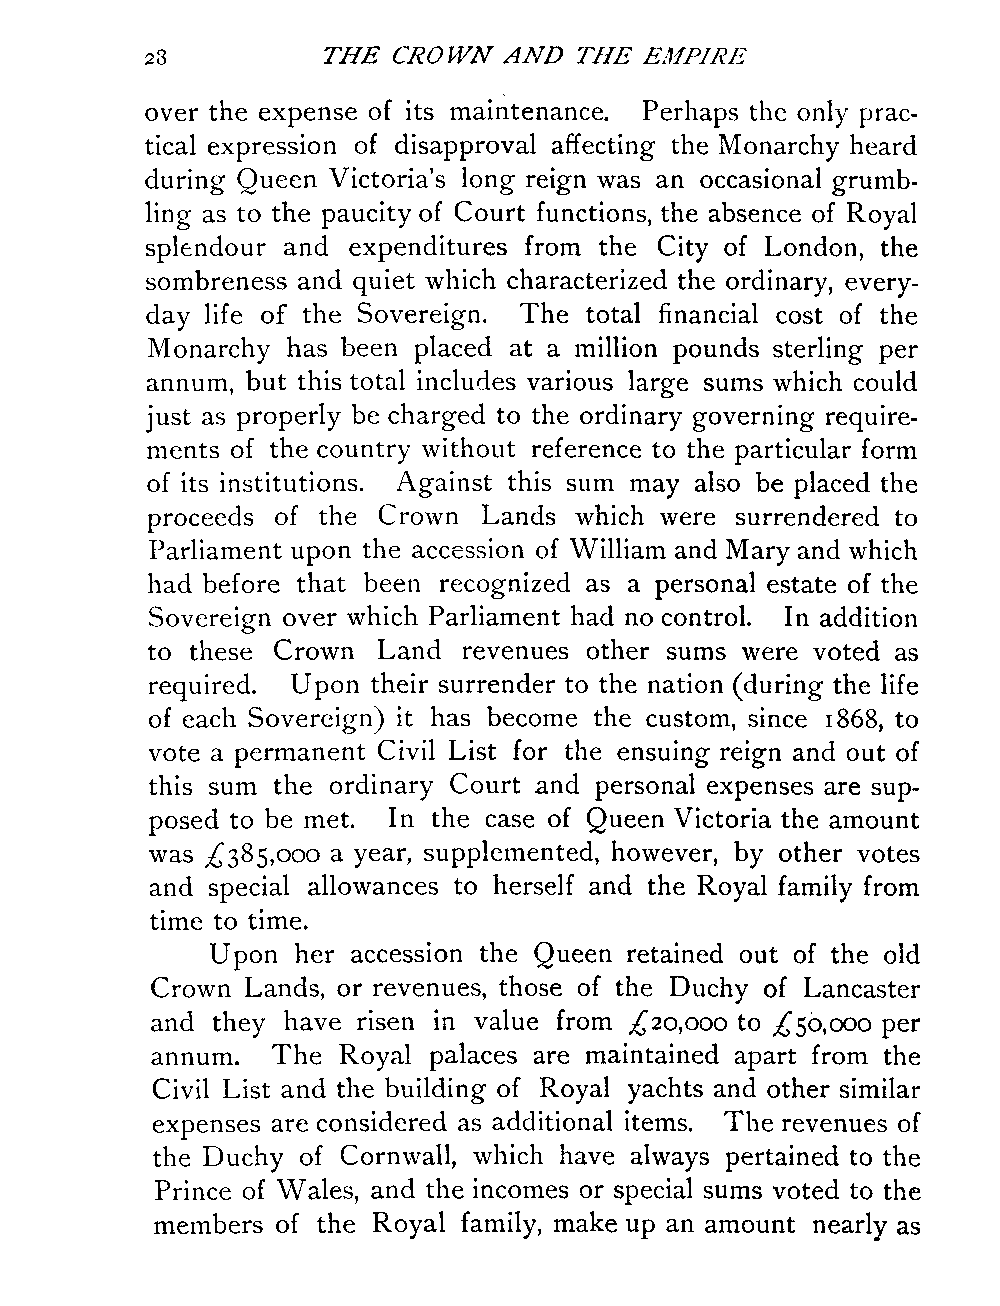 28 THE CROWN AND THE EMPIRE
over the expense of its maintenance. Perhaps the only prac-
tical expression of disapproval affecting the Monarchy heard
during Queen Victoria's long reign was an occasional grumb-
ling as to the paucity of Court functions, the absence of Royal
splendour and expenditures from the City of London, the
sombreness and quiet which characterized the ordinary, every-
day life of the Sovereign. The total financial cost of the
Monarchy has been placed at a million pounds sterling per
annum, but this total includes various large sums which could
just as properly be charged to the ordinary governing require-
ments of the country without reference to the particular form
of its institutions. Against this sum may also be placed the
proceeds of the Crown Lands which were surrendered to
Parliament upon the accession of William and Mary and which
had before that been recognized as a personal estate of the
Sovereign over which Parliament had no control. In addition
to these Crown Land revenues other sums were voted as
required. Upon their surrender to the nation (during the life
of each Sovereign) it has become the custom, since 1868, to
vote a permanent Civil List for the ensuing reign and out of
this sum the ordinary Court and personal expenses are sup-
posed to be met. In the case of Queen Victoria the amount
was £385,000 a year, supplemented, however, by other votes
and special allowances to herself and the Royal family from
time to time.
Upon her accession the Queen retained out of the old
Crown Lands, or revenues, those of the Duchy of Lancaster
and they have risen in value from £20,000 to £50,000 per
annum. The Royal palaces are maintained apart from the
Civil List and the building of Royal yachts and other similar
expenses are considered as additional items. The revenues of
the Duchy of Cornwall, which have always pertained to the
Prince of Wales, and the incomes or special sums voted to the
members of the Royal family, make up an amount nearly as